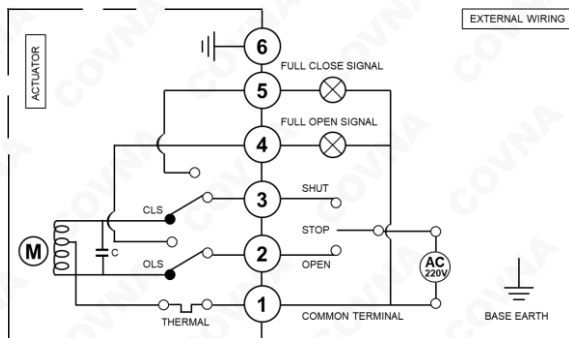 EXTERNAL WIRING
ACTUATOR
6
FULL CLOSE SIGNAL
5
FULL OPEN SIGNAL
4
CLS
3
SHUT
STOP
M
C
OLS
2
OPEN
AC
220V
1
THERMAL
COMMON TERMINAL
BASE EARTH
COVNA